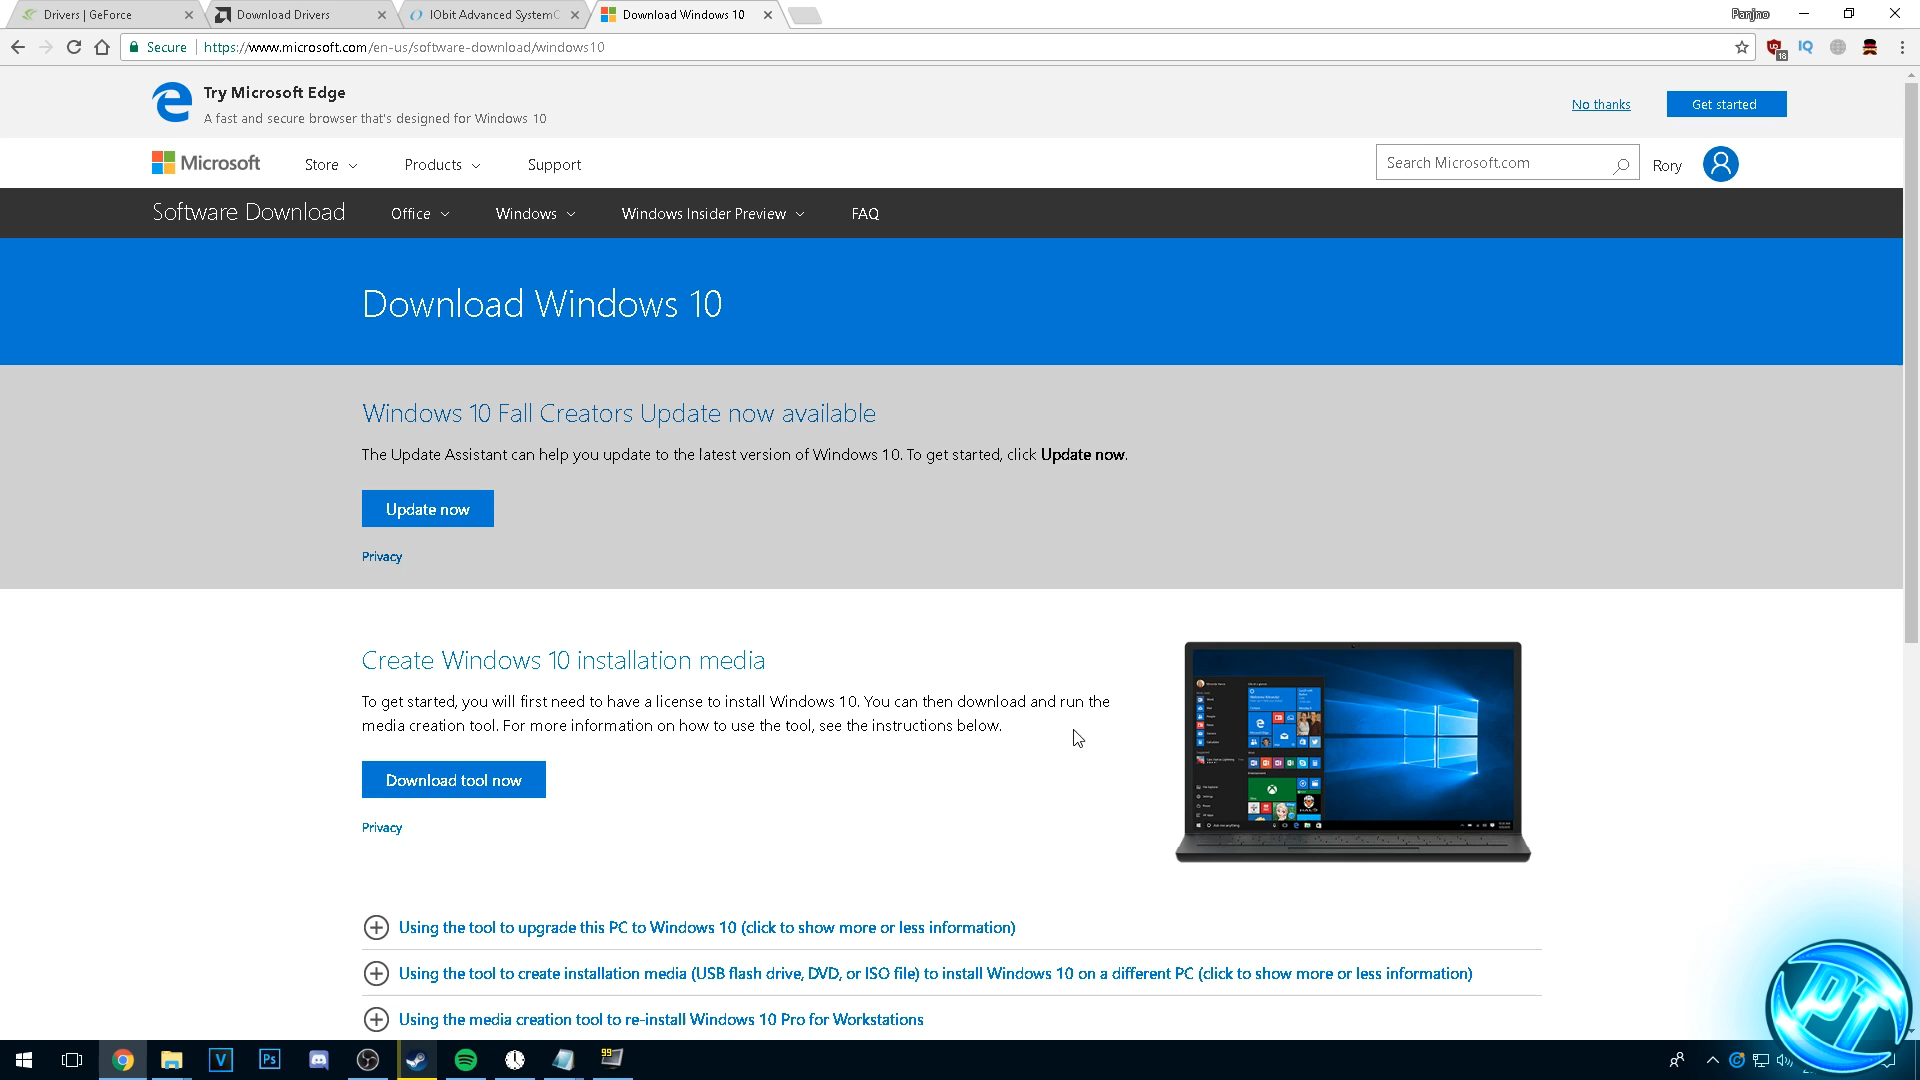 Drivers | GeForce
Download Drivers
IObit Advanced SystemC
Download Windows 10
Panjno
Secure
https://www.microsoft.com/en-us/software-download/windows10
18
IQ
Try Microsoft Edge
A fast and secure browser that's designed for Windows 10
No thanks
Get started
Microsoft
Store
Products
Support
Search Microsoft.com
Rory
Software Download
Office
Windows
Windows Insider Preview
FAQ
Download Windows 10
Windows 10 Fall Creators Update now available
The Update Assistant can help you update to the latest version of Windows 10. To get started, click Update now.
Update now
Privacy
Create Windows 10 installation media
To get started, you will first need to have a license to install Windows 10. You can then download and run the
media creation tool. For more information on how to use the tool, see the instructions below.
Download tool now
Privacy
Using the tool to upgrade this PC to Windows 10 (click to show more or less information)
Using the tool to create installation media (USB flash drive, DVD, or ISO file) to install Windows 10 on a different PC (click to show more or less information)
Using the media creation tool to re-install Windows 10 Pro for Workstations
V
Ps
99
PT